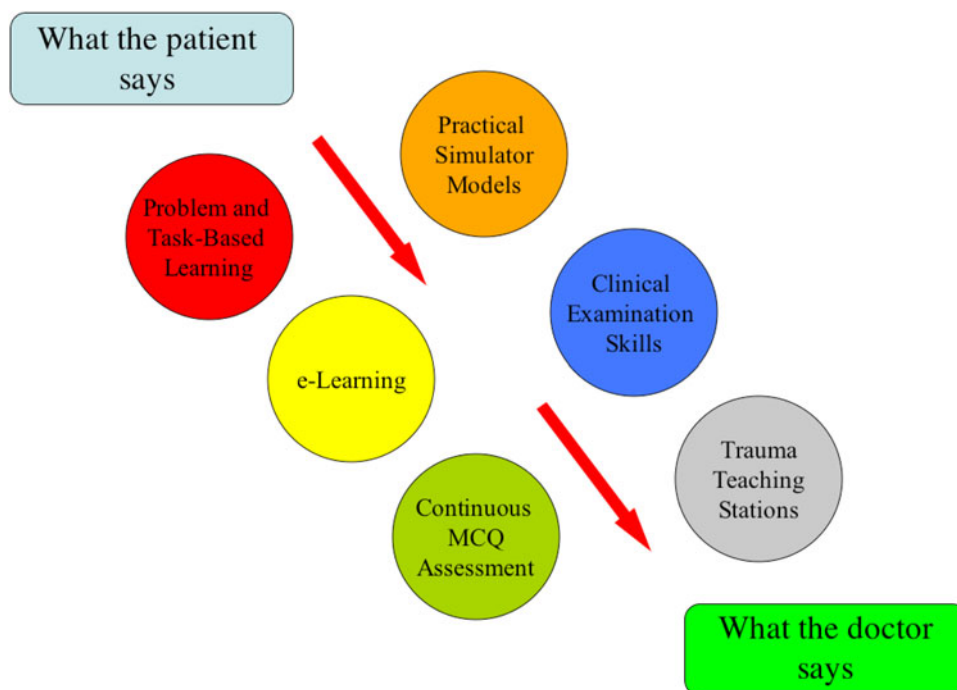 What the patient
says
Practical
Simulator
Models
Problem and
Task-Based
Learning
Clinical
Examination
Skills
e-Learning
Trauma
Teaching
Stations
Continuous
MCQ
Assessment
What the doctor
says